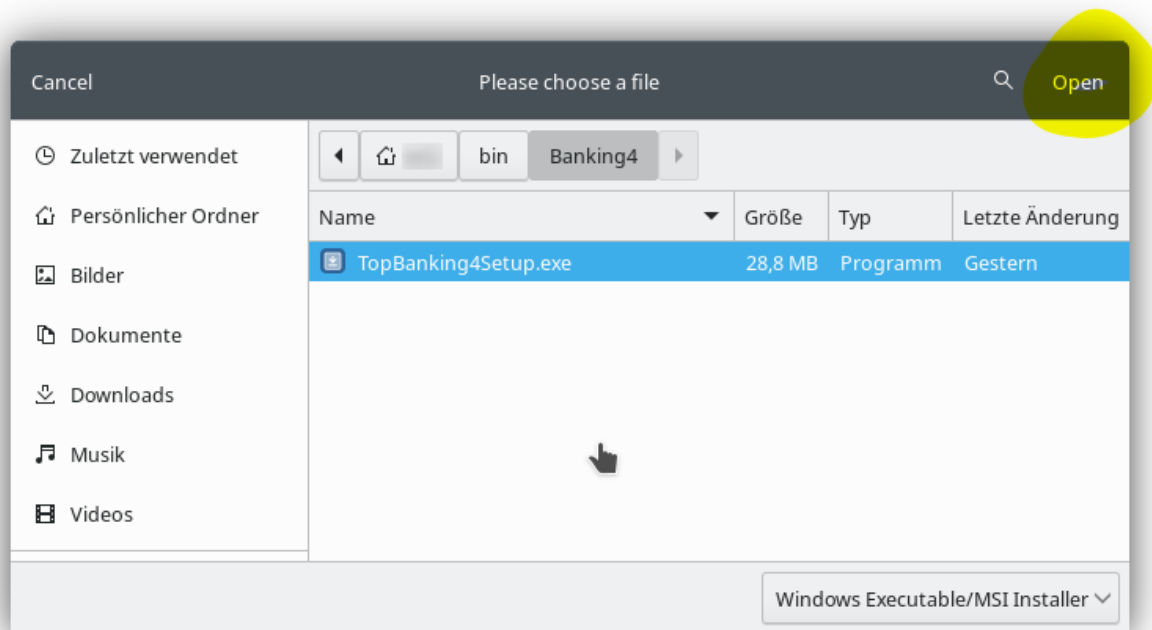 Cancel Please choose a file Open
Zuletzt verwendet
Persönlicher Ordner
Bilder
Dokumente
Downloads
Musik
Videos
bin Banking4
Name Größe Typ Letzte Änderung
TopBanking4Setup.exe 28,8 MB Programm Gestern
Windows Executable/MSI Installer